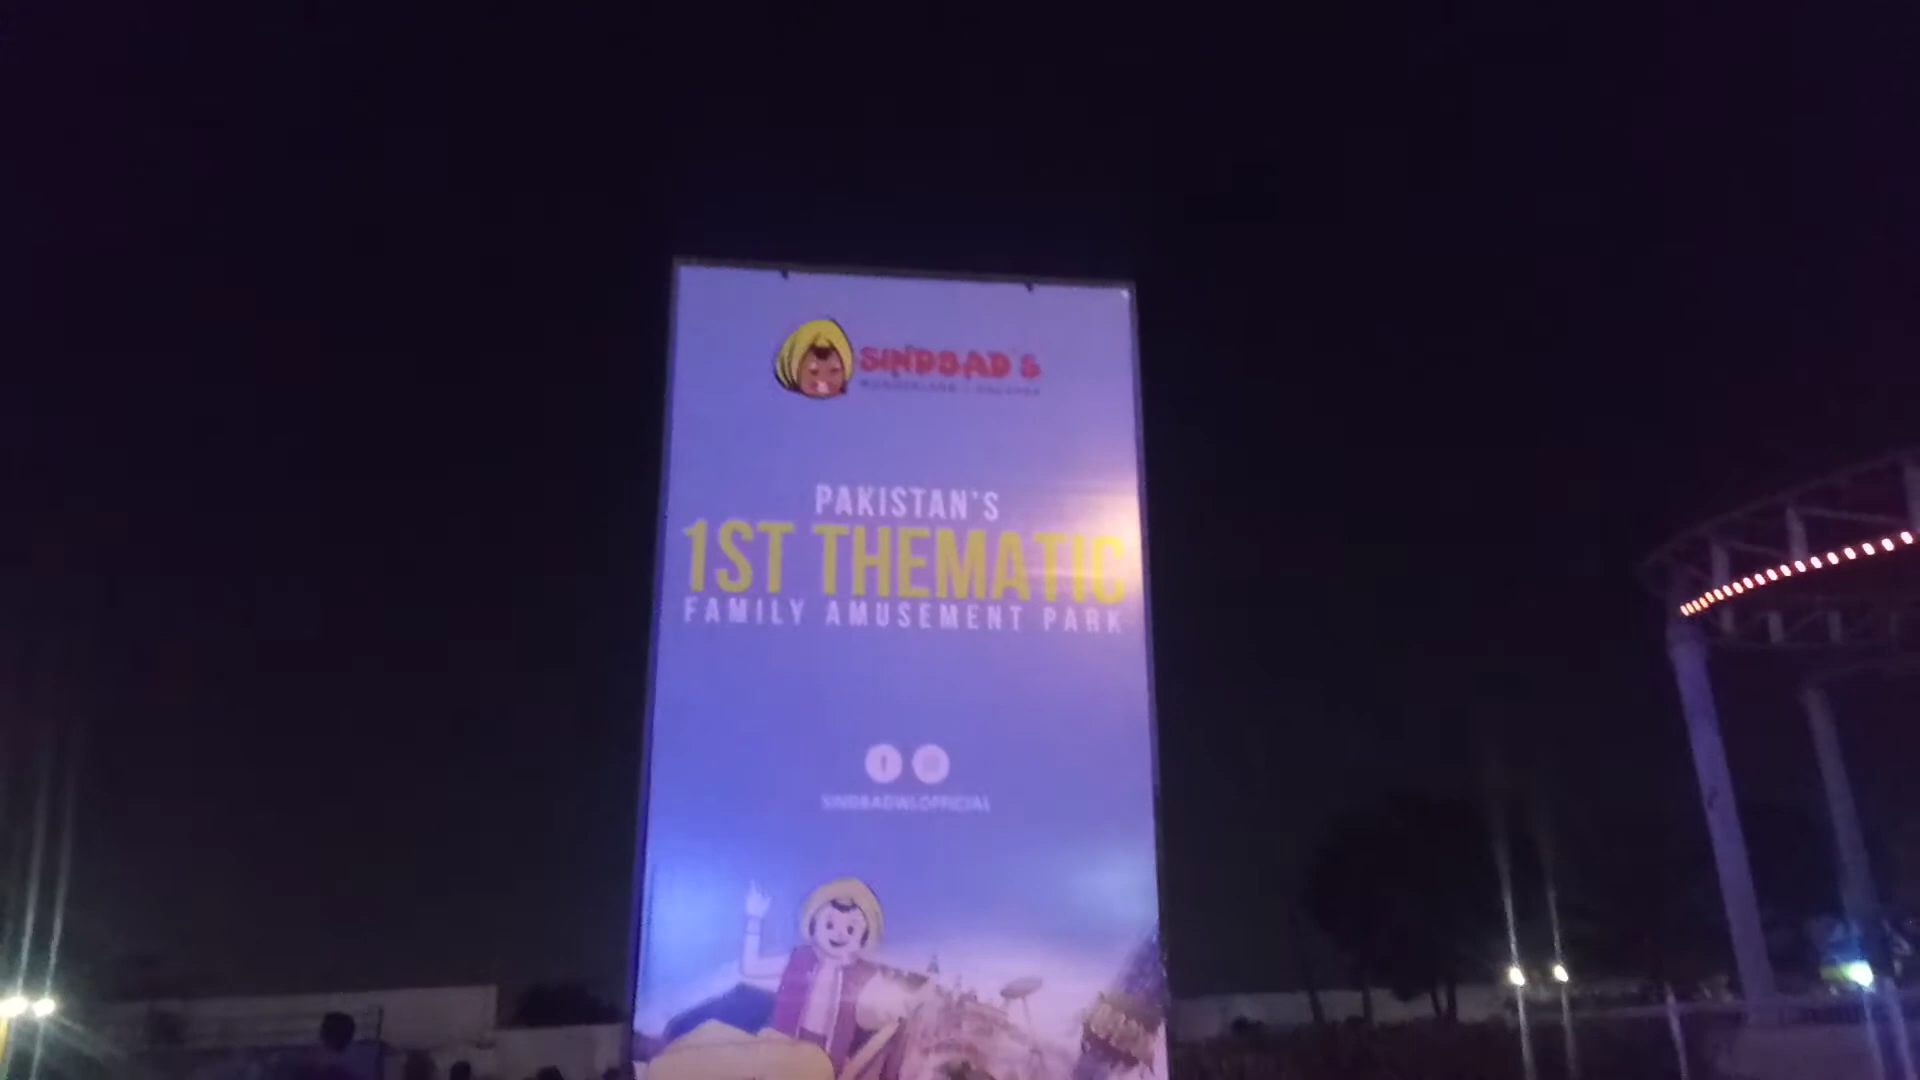 SINDBAD'S
PAKISTAN'S
1ST THEMATIC
FAMILY AMUSEMENT PARK
SINDBADWLOFFICIAL